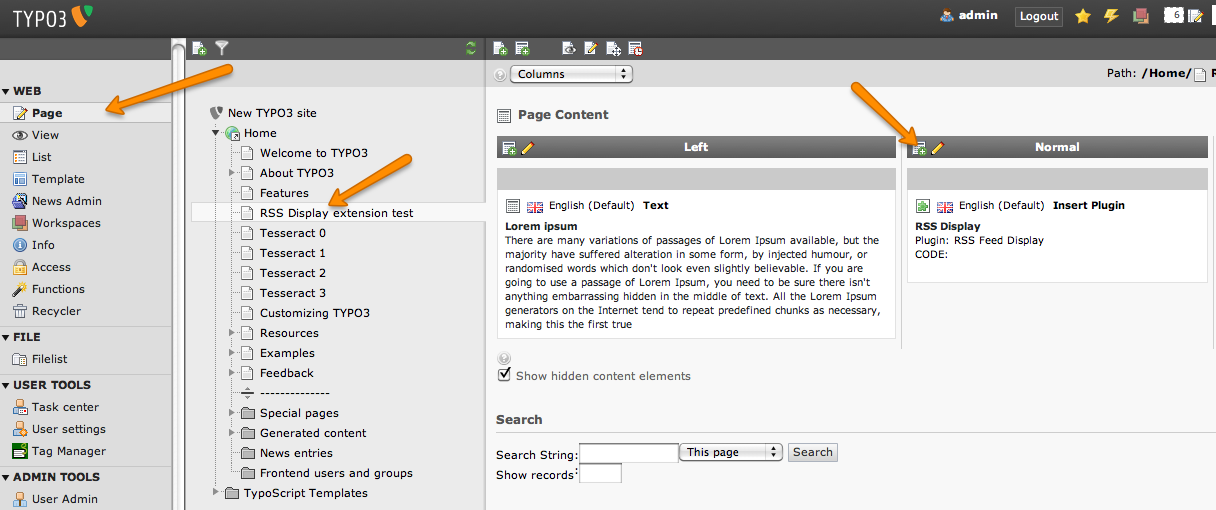 TYPO3
admin
Logout
6
Columns
Path: /Home/
WEB
Page
View
List
Template
News Admin
Workspaces
Info
Access
Functions
Recycler
FILE
Filelist
USER TOOLS
Task center
User settings
Tag Manager
ADMIN TOOLS
User Admin
New TYPO3 site
Home
Welcome to TYPO3
About TYPO3
Features
RSS Display extension test
Tesseract 0
Tesseract 1
Tesseract 2
Tesseract 3
Customizing TYPO3
Resources
Examples
Feedback
--------------
Special pages
Generated content
News entries
Frontend users and groups
TypoScript Templates
Page Content
Left
English (Default) Text
Lorem ipsum
There are many variations of passages of Lorem Ipsum available, but the
majority have suffered alteration in some form, by injected humour, or
randomised words which don't look even slightly believable. If you are
going to use a passage of Lorem Ipsum, you need to be sure there isn't
anything embarrassing hidden in the middle of text. All the Lorem Ipsum
generators on the Internet tend to repeat predefined chunks as necessary,
making this the first true
Normal
English (Default) Insert Plugin
RSS Display
Plugin: RSS Feed Display
CODE:
Show hidden content elements
Search
Search String: This page Search
Show records: